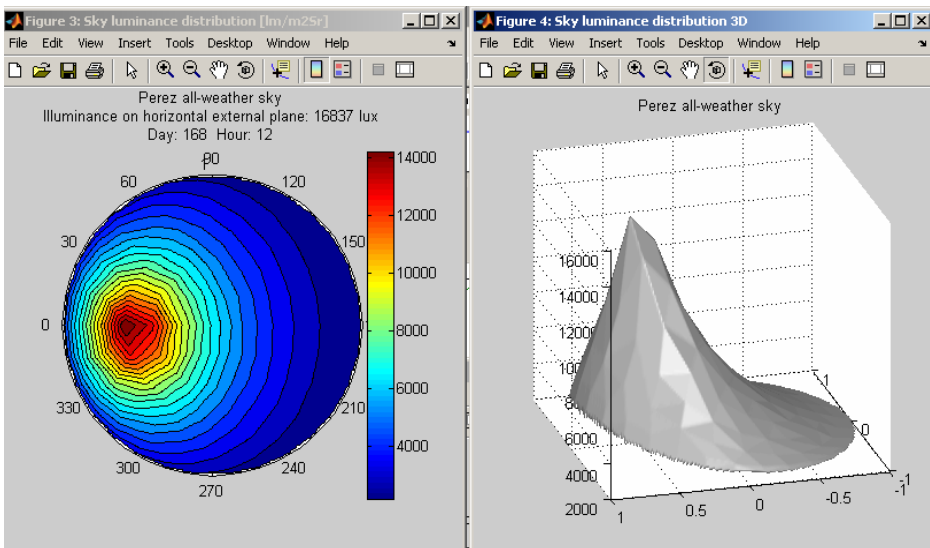 Figure 3: Sky luminance distribution [lm/m2Sr]
File Edit View Insert Tools Desktop Window Help
Perez all-weather sky
Illuminance on horizontal external plane: 16837 lux
Day: 168 Hour: 12
90
60 120
30 150
0
330 210
300 240
270
14000
12000
10000
8000
6000
4000
Figure 4: Sky luminance distribution 3D
File Edit View Insert Tools Desktop Window Help
Perez all-weather sky
16000
14000
12000
10000
8000
6000
4000
2000
1 0.5 0 -0.5 -1
1
0
-1